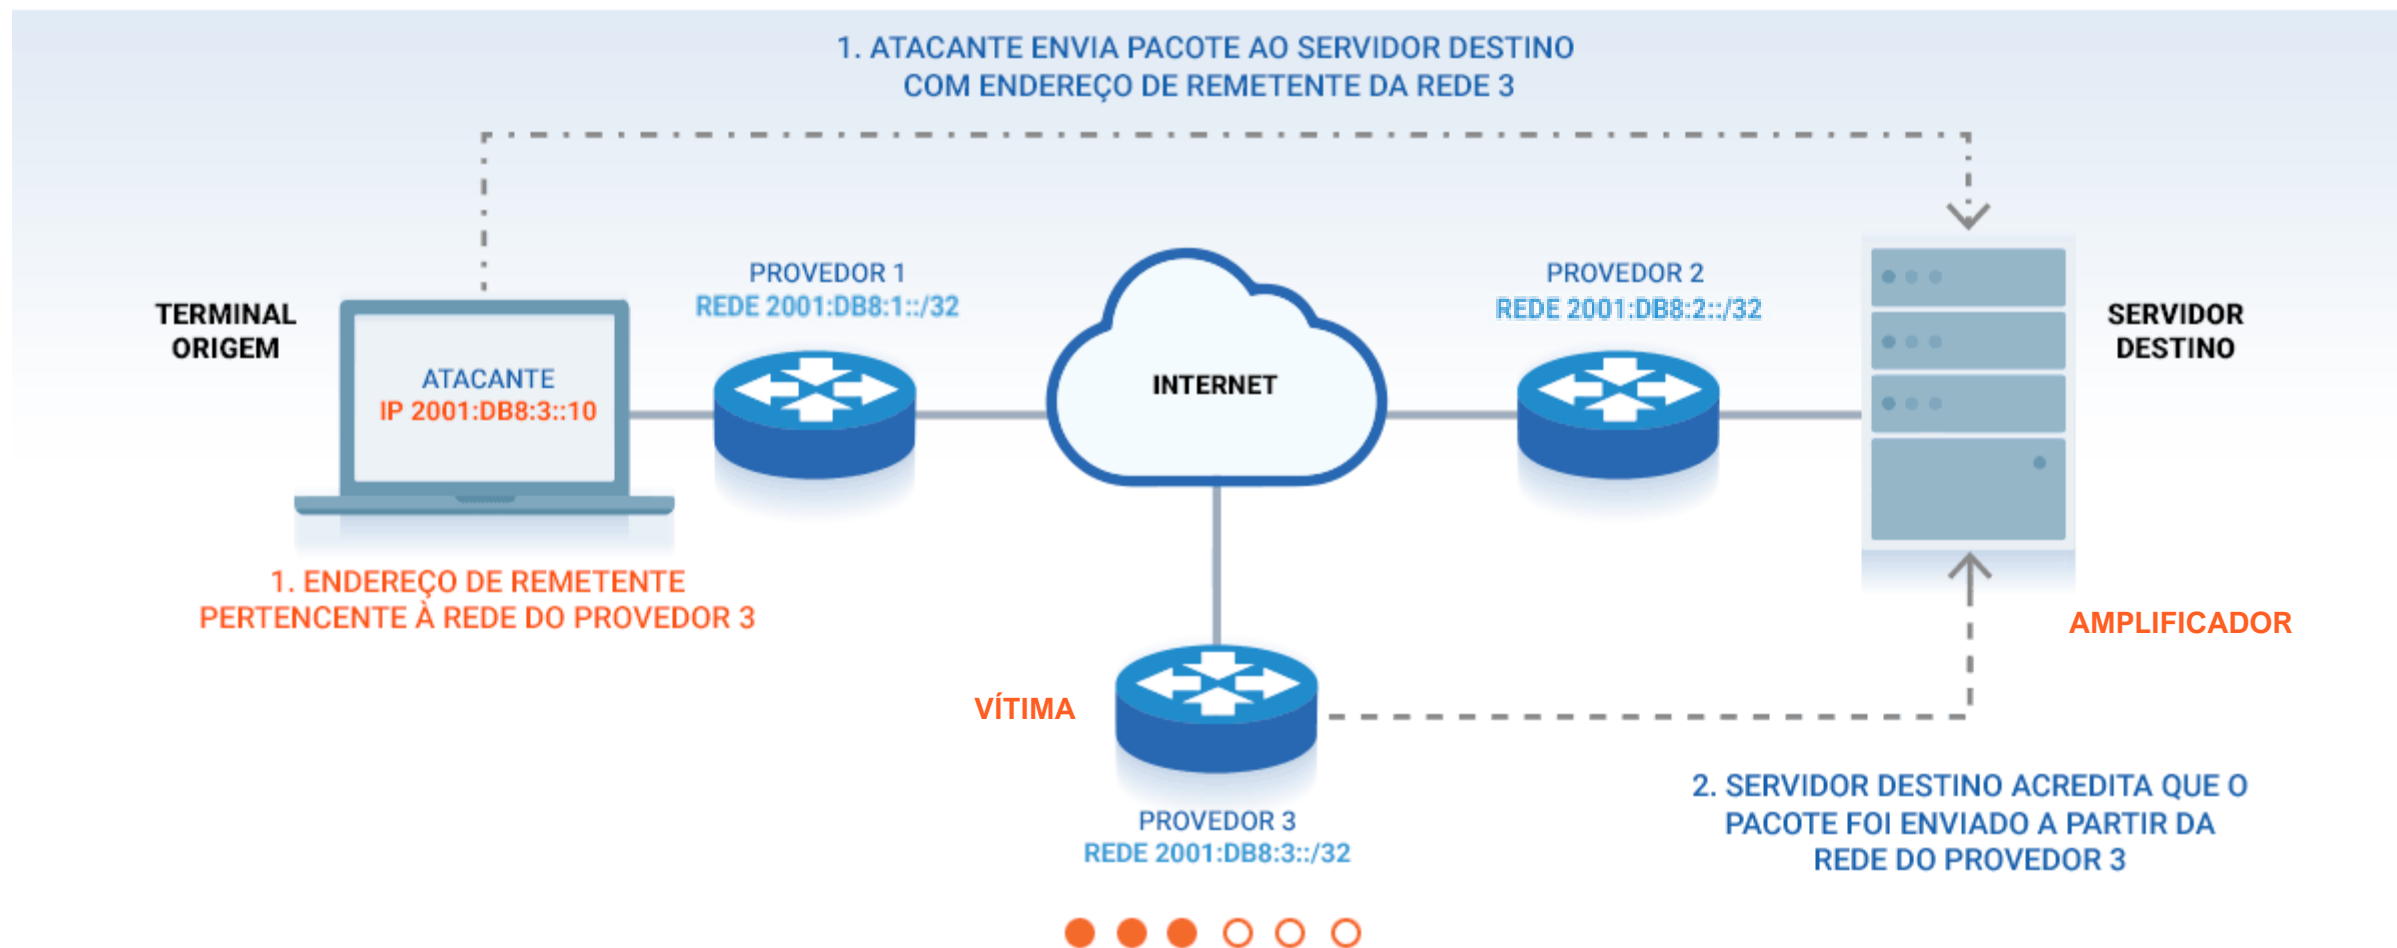 1. ATACANTE ENVIA PACOTE AO SERVIDOR DESTINO
COM ENDEREÇO DE REMETENTE DA REDE 3
TERMINAL
ORIGEM
ATACANTE
IP 2001:DB8:3::10
PROVEDOR 1
REDE 2001:DB8:1::/32
INTERNET
PROVEDOR 2
REDE 2001:DB8:2::/32
SERVIDOR
DESTINO
1. ENDEREÇO DE REMETENTE
PERTENCENTE À REDE DO PROVEDOR 3
AMPLIFICADOR
VÍTIMA
PROVEDOR 3
REDE 2001:DB8:3::/32
2. SERVIDOR DESTINO ACREDITA QUE O
PACOTE FOI ENVIADO A PARTIR DA
REDE DO PROVEDOR 3